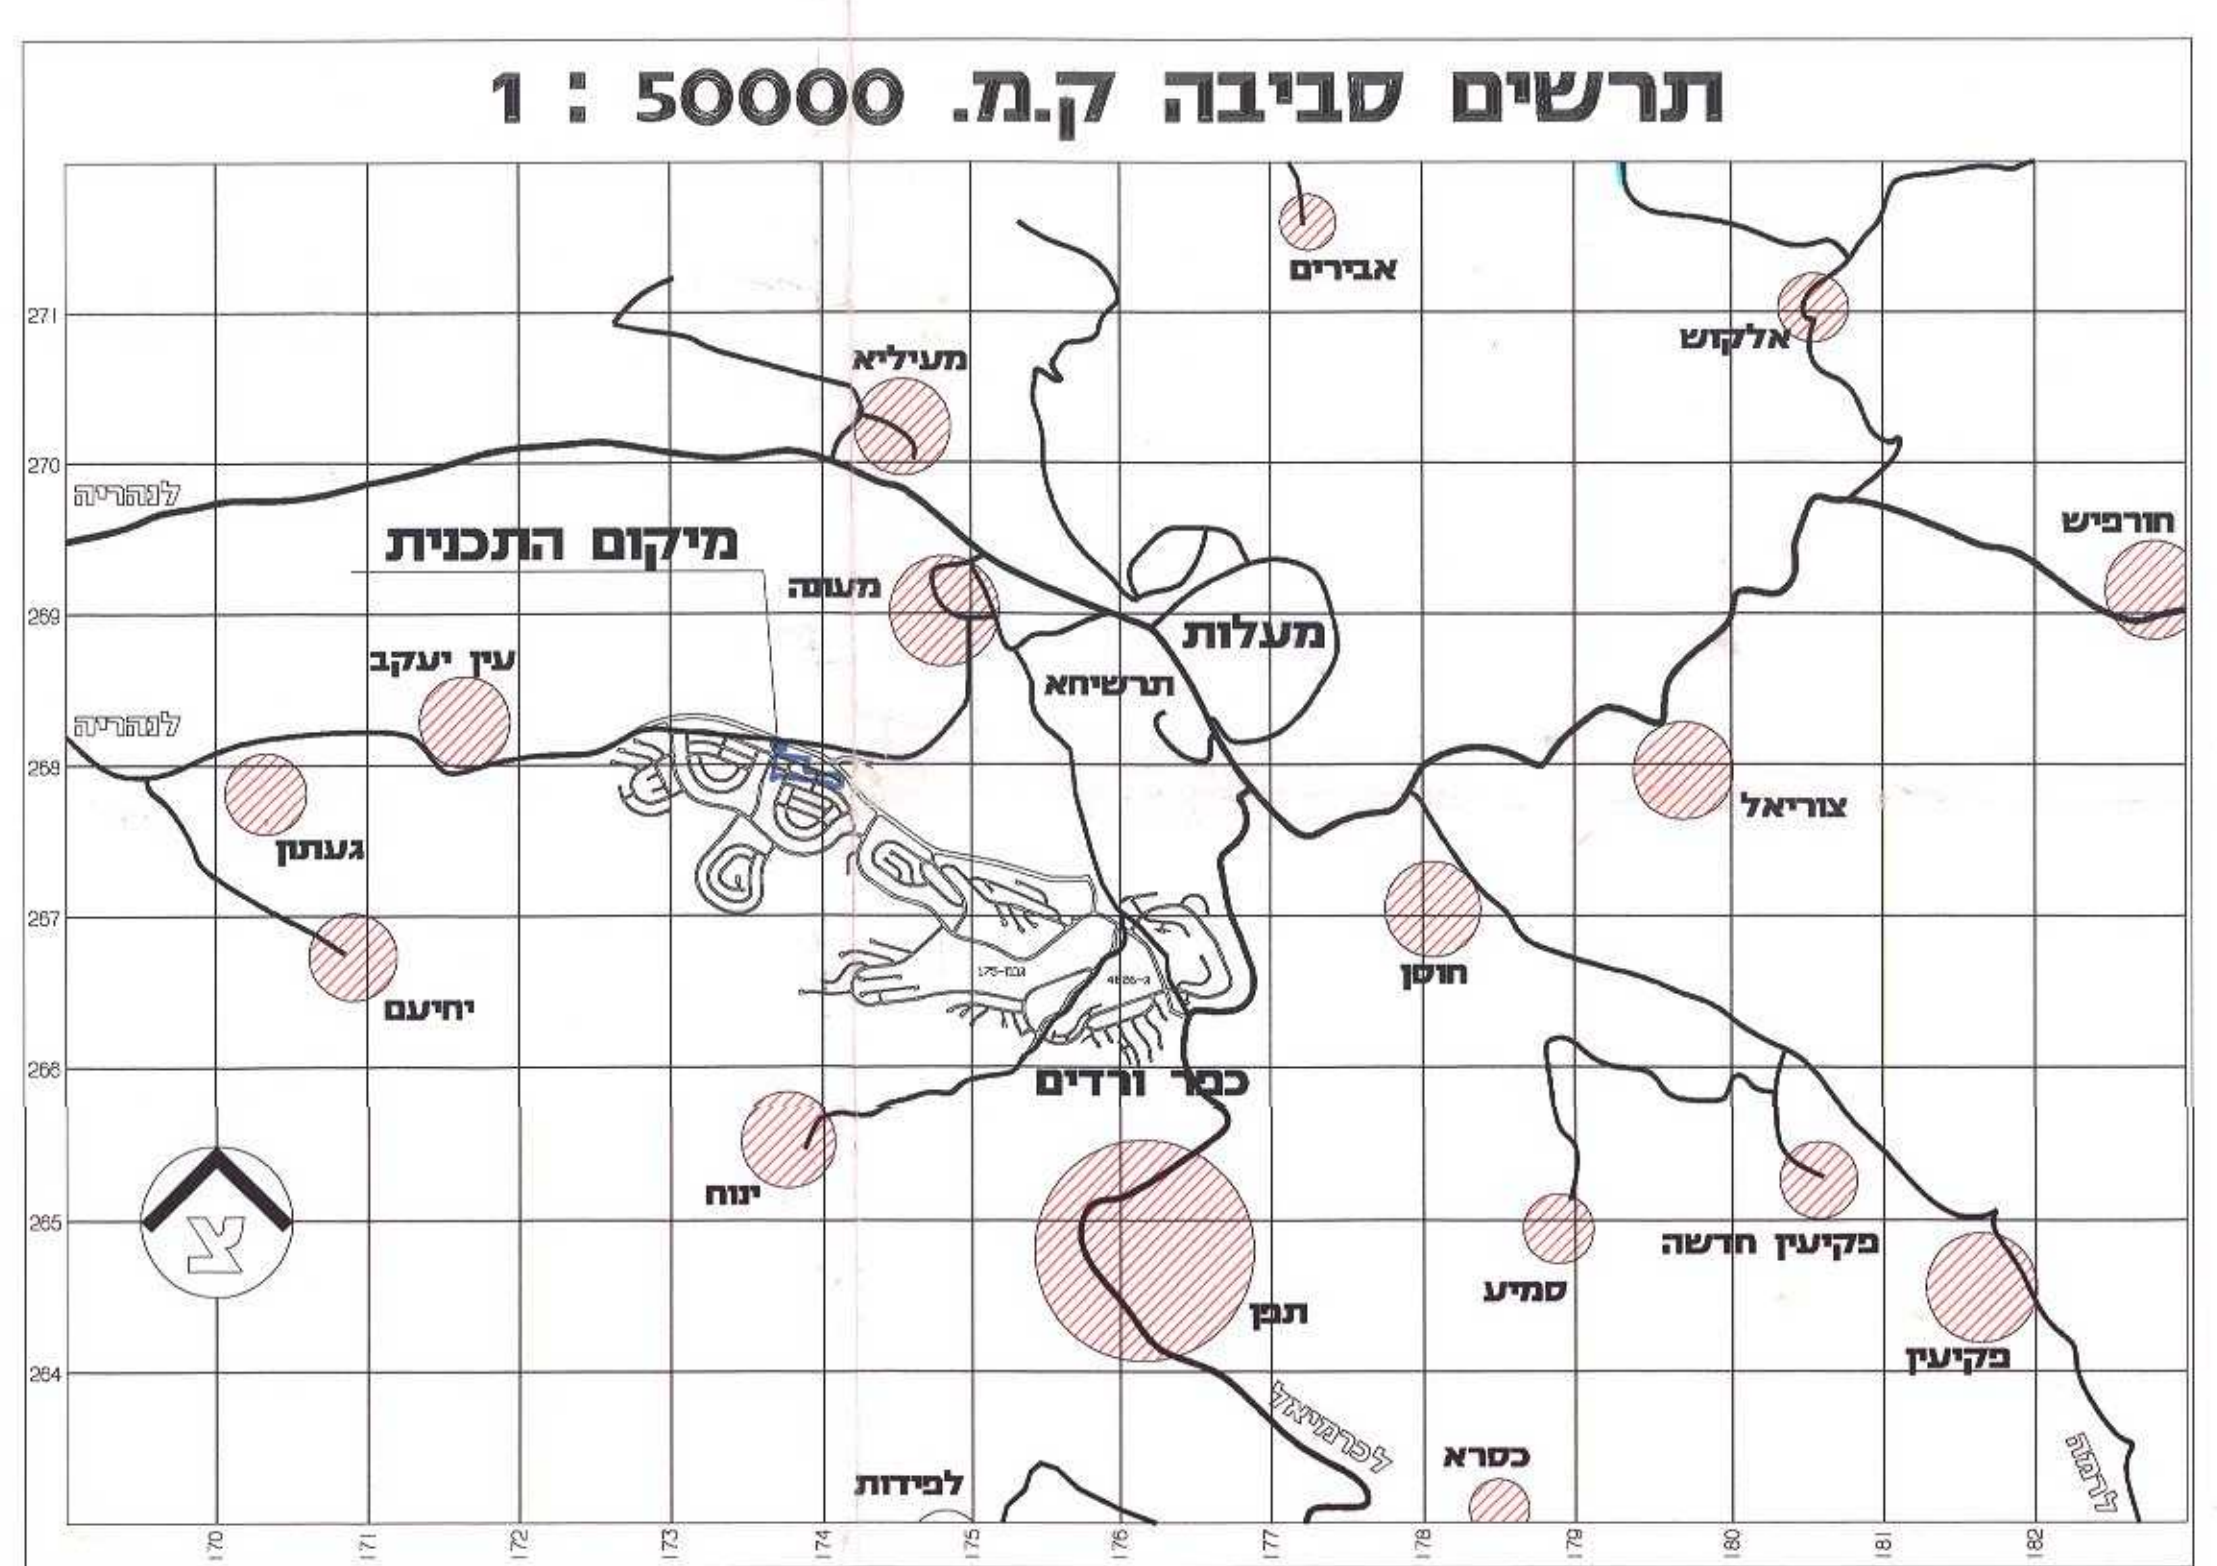 תרשים סביבה ק.מ. 50000 : 1
אבירים
271
אלקוש
מעיליא
270
לנהריה
חורפיש
מיקום התכנית
מעונה
269
מעלות
עין יעקב
תרשיחא
לנהריה
268
צוריאל
געתון
267
חוסן
יחיעם
266
כפר ורדים
ינוח
265
צ
פקיעין חדשה
סמיע
תפן
פקיעין
264
לכרמיאל
כסרא
לרמה
לפידות
170 171 172 173 174 175 176 177 178 179 180 181 182